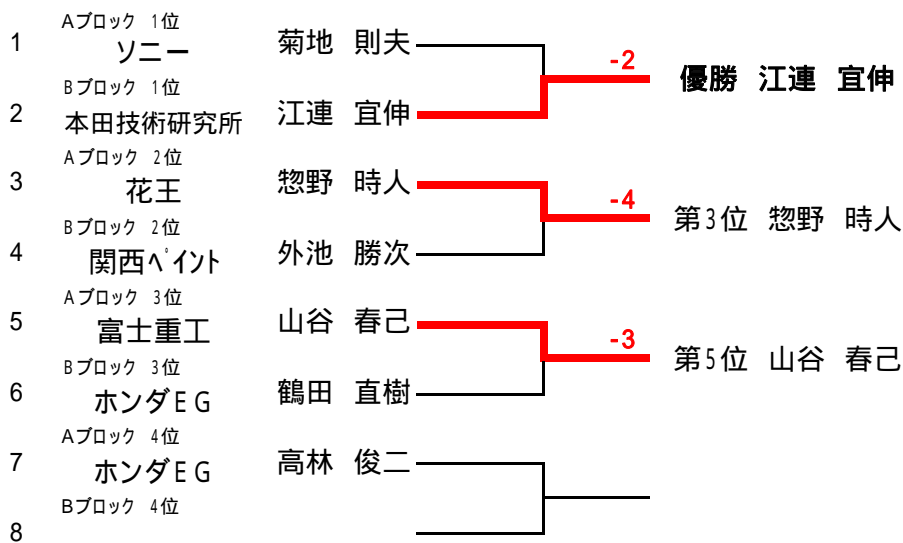 Aブロック 1位
1 ソニー 菊地 則夫
-2
優勝 江連 宜伸
Bブロック 1位
2 本田技術研究所 江連 宜伸
Aブロック 2位
3 花王 惣野 時人
-4
第3位 惣野 時人
Bブロック 2位
4 関西ペイント 外池 勝次
Aブロック 3位
5 富士重工 山谷 春己
-3
第5位 山谷 春己
Bブロック 3位
6 ホンダEG 鶴田 直樹
Aブロック 4位
7 ホンダEG 高林 俊二
Bブロック 4位
8